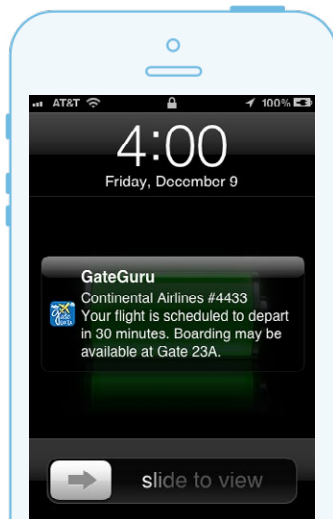 AT&T 100%
4:00
Friday, December 9
GateGuru
Continental Airlines #4433
Your flight is scheduled to depart
in 30 minutes. Boarding may be
available at Gate 23A.
slide to view